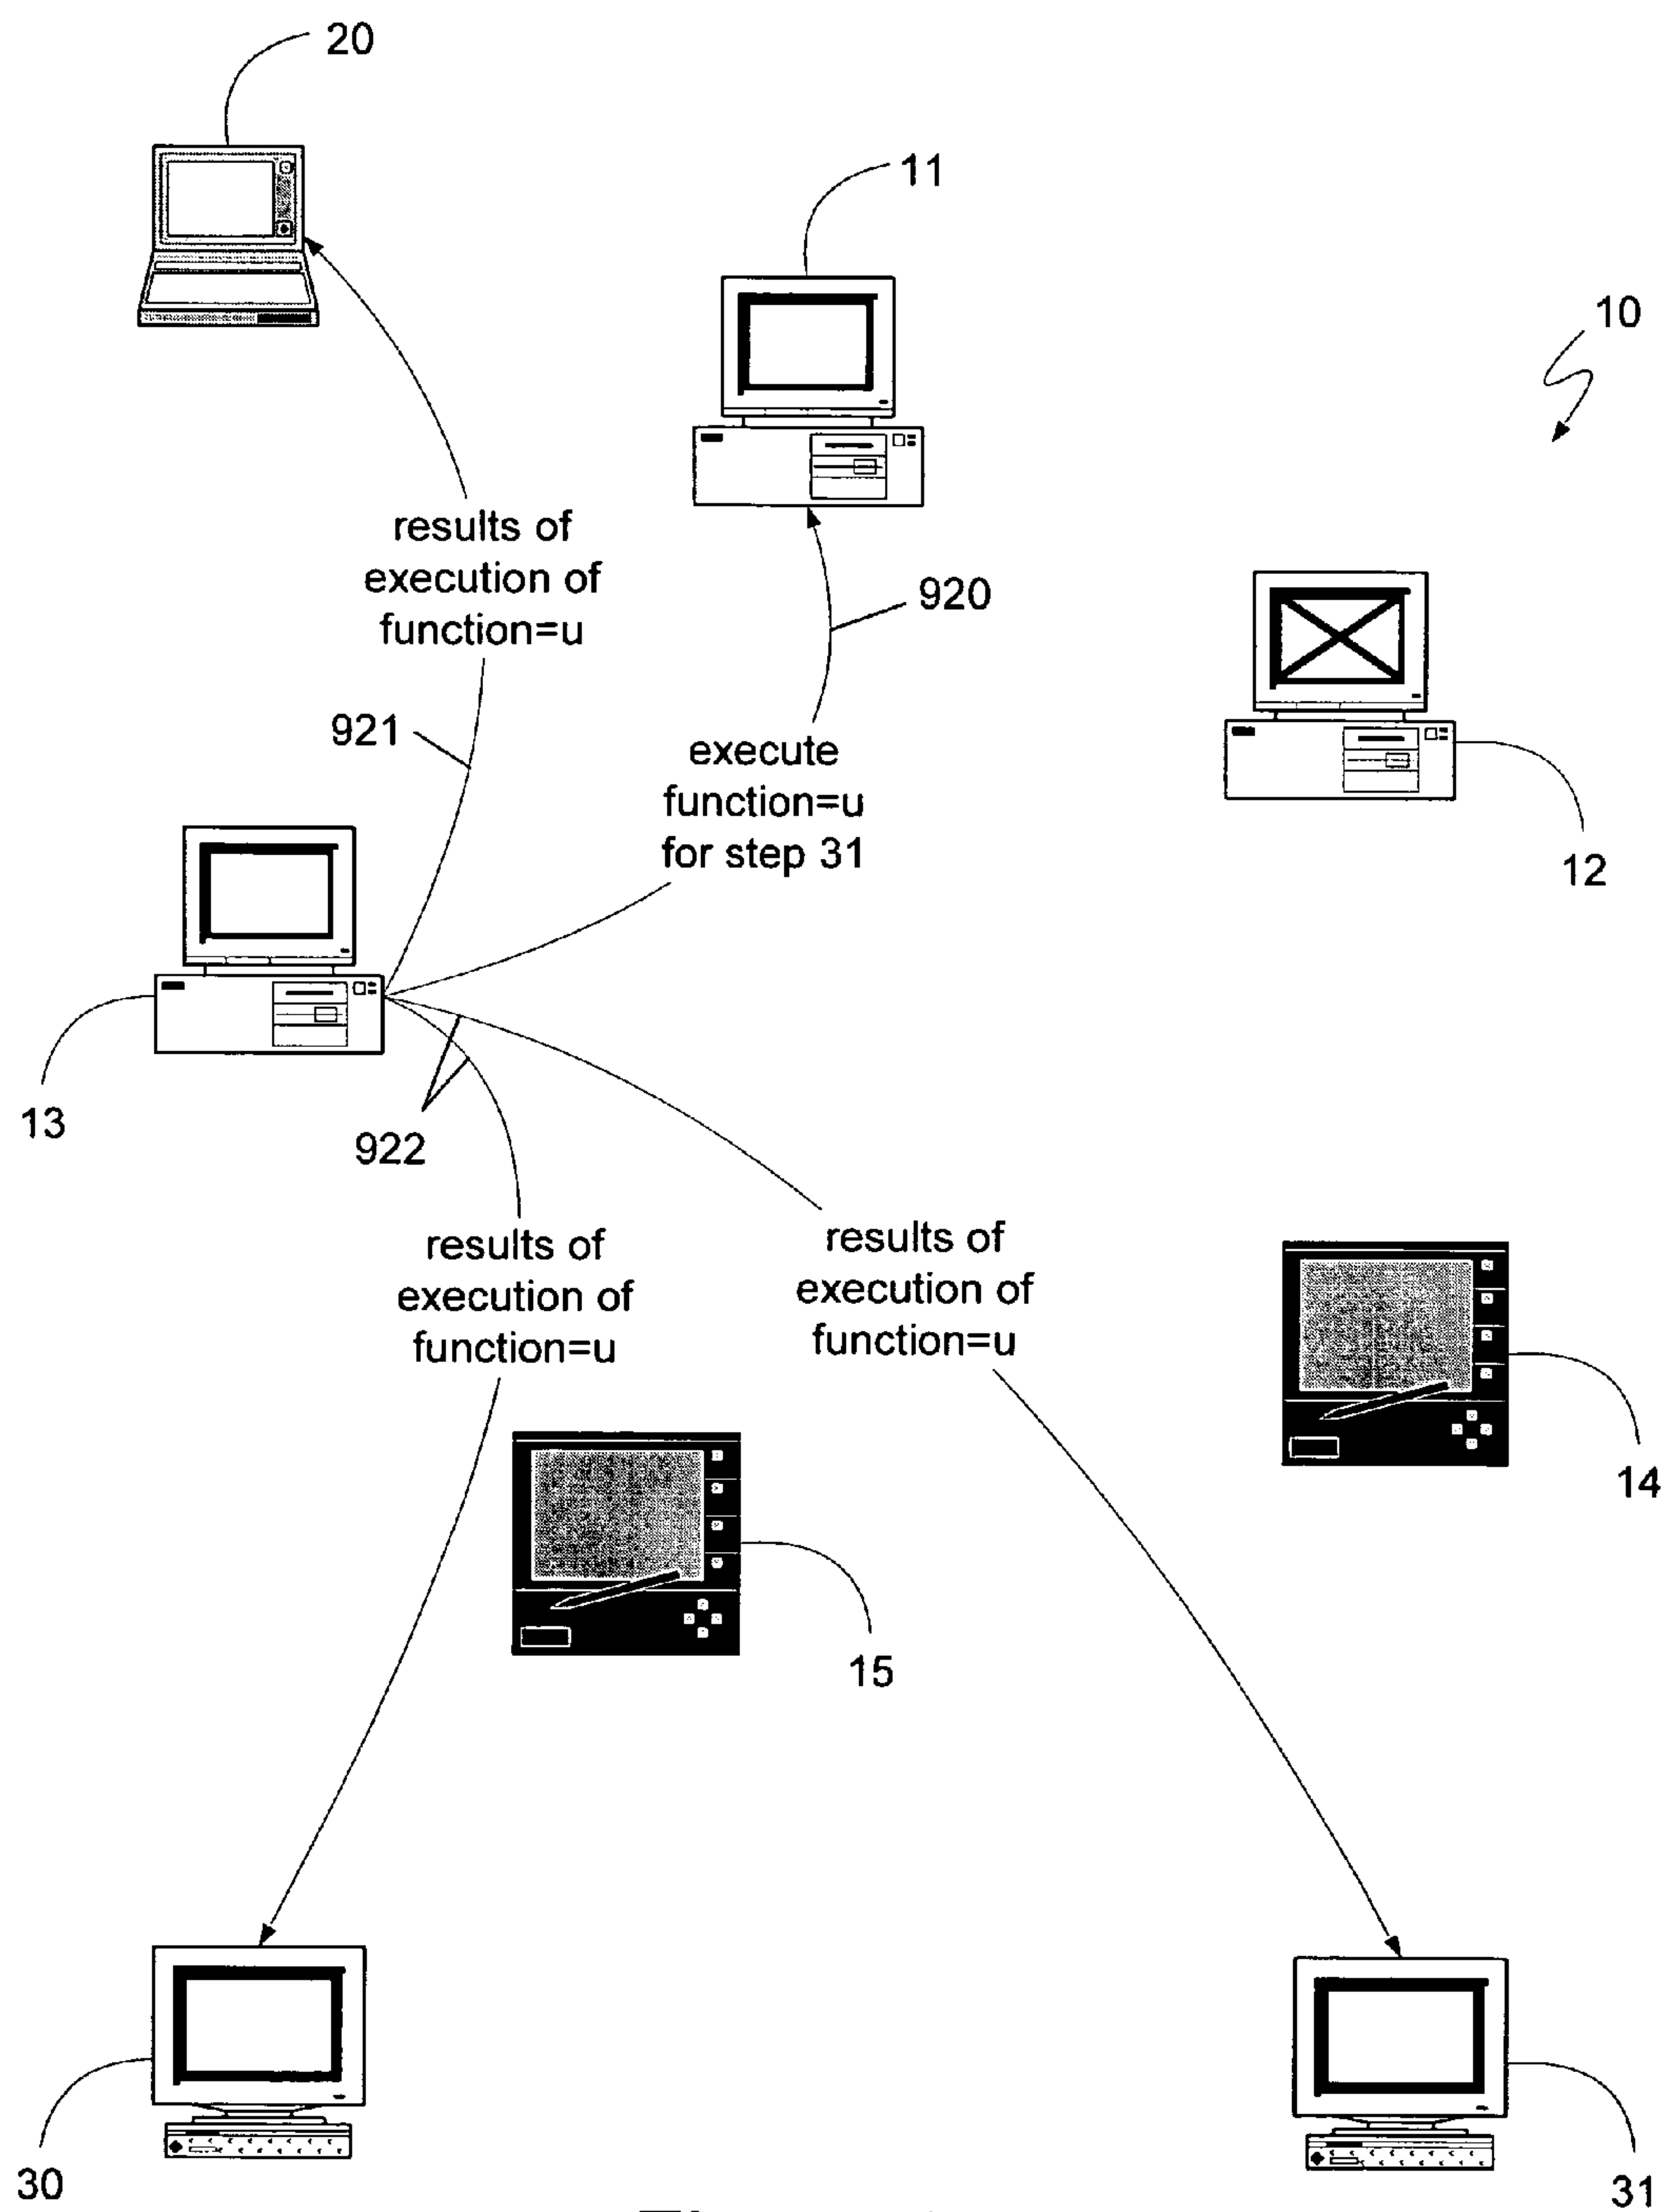 20
11
10
results of
execution of
function=u
920
921
execute
function=u
for step 31
12
13
922
results of
execution of
function=u
results of
execution of
function=u
14
15
30
31